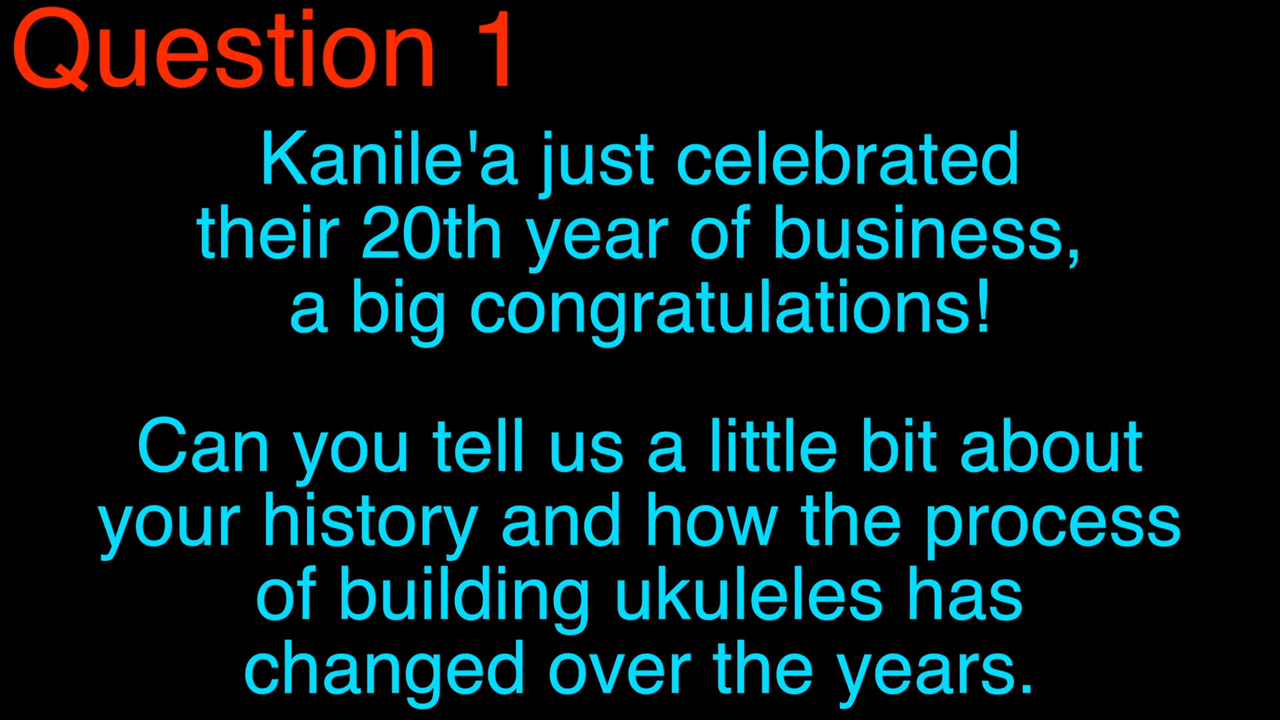 Question 1
Kanile'a just celebrated
their 20th year of business,
a big congratulations!
Can you tell us a little bit about
your history and how the process
of building ukuleles has
changed over the years.